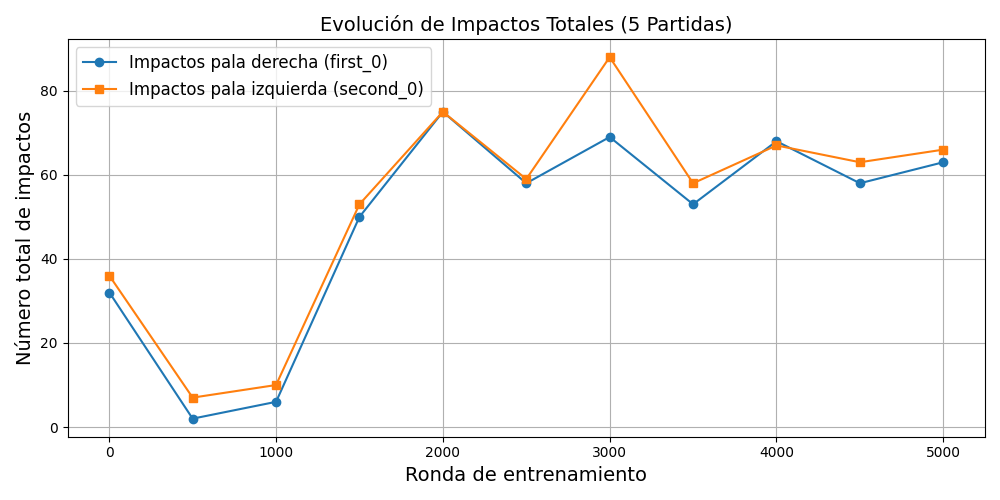 Evolución de Impactos Totales (5 Partidas)
Impactos pala derecha (first_0)
Impactos pala izquierda (second_0)
Número total de impactos
80
60
40
20
0
0 1000 2000 3000 4000 5000
Ronda de entrenamiento